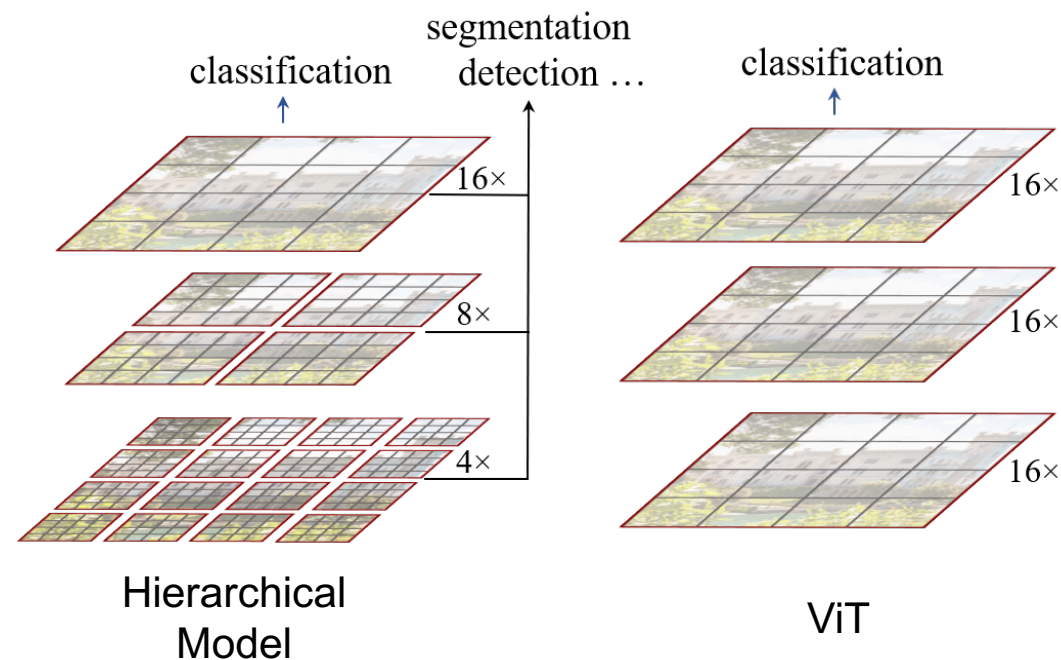 segmentation
detection ...
classification
classification
16×
8×
4×
16×
16×
16×
Hierarchical
Model
ViT